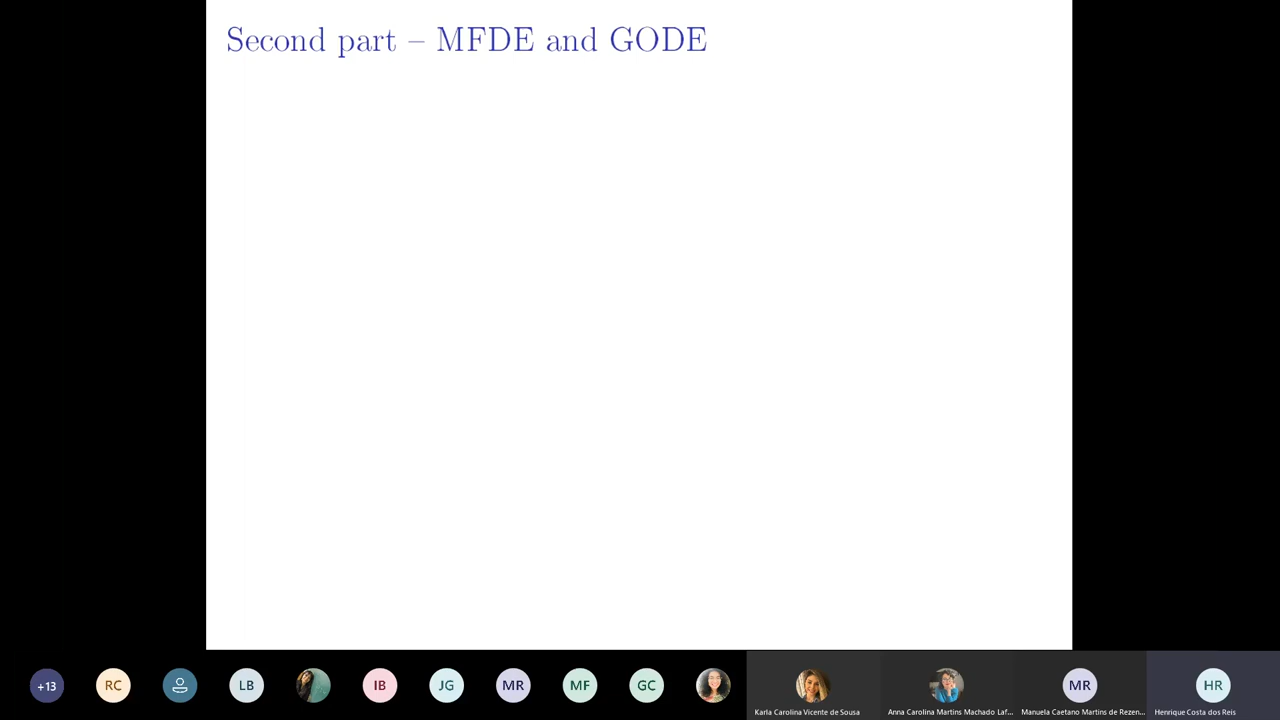 Second part – MFDE and GODE
+13
RC
LB
IB
JG
MR
MF
GC
MR
HR
Karla Carolina Vicente de Sousa
Anna Carolina Martins Machado Laf...
Manuela Caetano Martins de Rezen...
Henrique Costa dos Reis